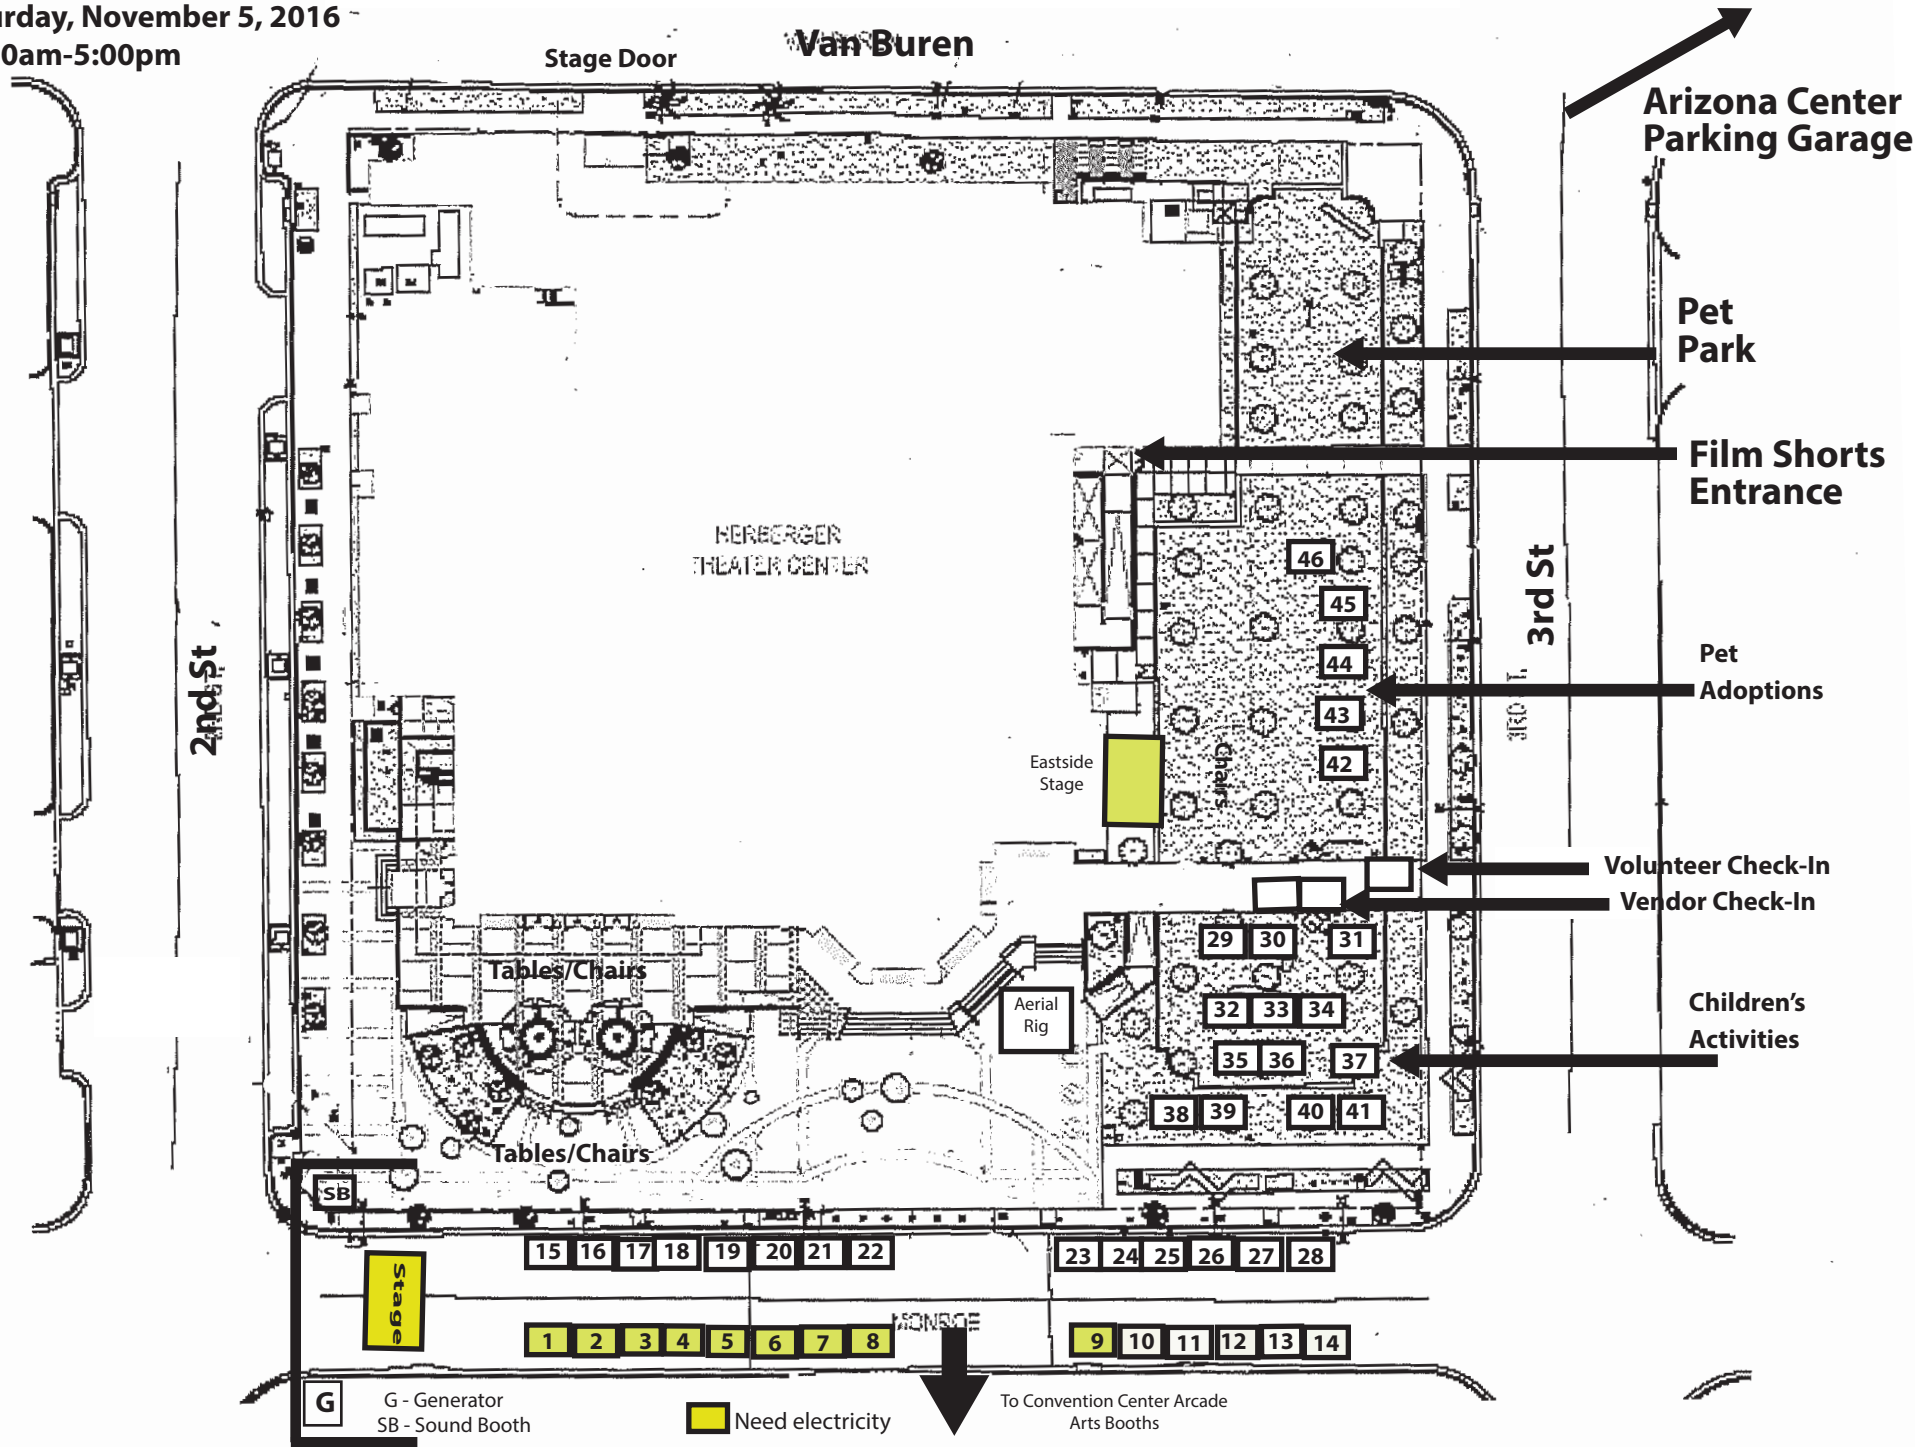 urday, November 5, 2016
0am-5:00pm
Stage Door
Van Buren
Arizona Center
Parking Garage
Pet
Park
Film Shorts
Entrance
HERBERGER
THEATER CENTER
2nd St
3rd St
46
45
44
43
42
Pet
Adoptions
Eastside
Stage
Chairs
Volunteer Check-In
Vendor Check-In
29 30 31
Tables/Chairs
Aerial
Rig
32 33 34
Children's
Activities
35 36 37
38 39 40 41
Tables/Chairs
SB
15 16 17 18 19 20 21 22 23 24 25 26 27 28
Stage
MONROE
1 2 3 4 5 6 7 8 9 10 11 12 13 14
G
G - Generator
SB - Sound Booth
Need electricity
To Convention Center Arcade
Arts Booths